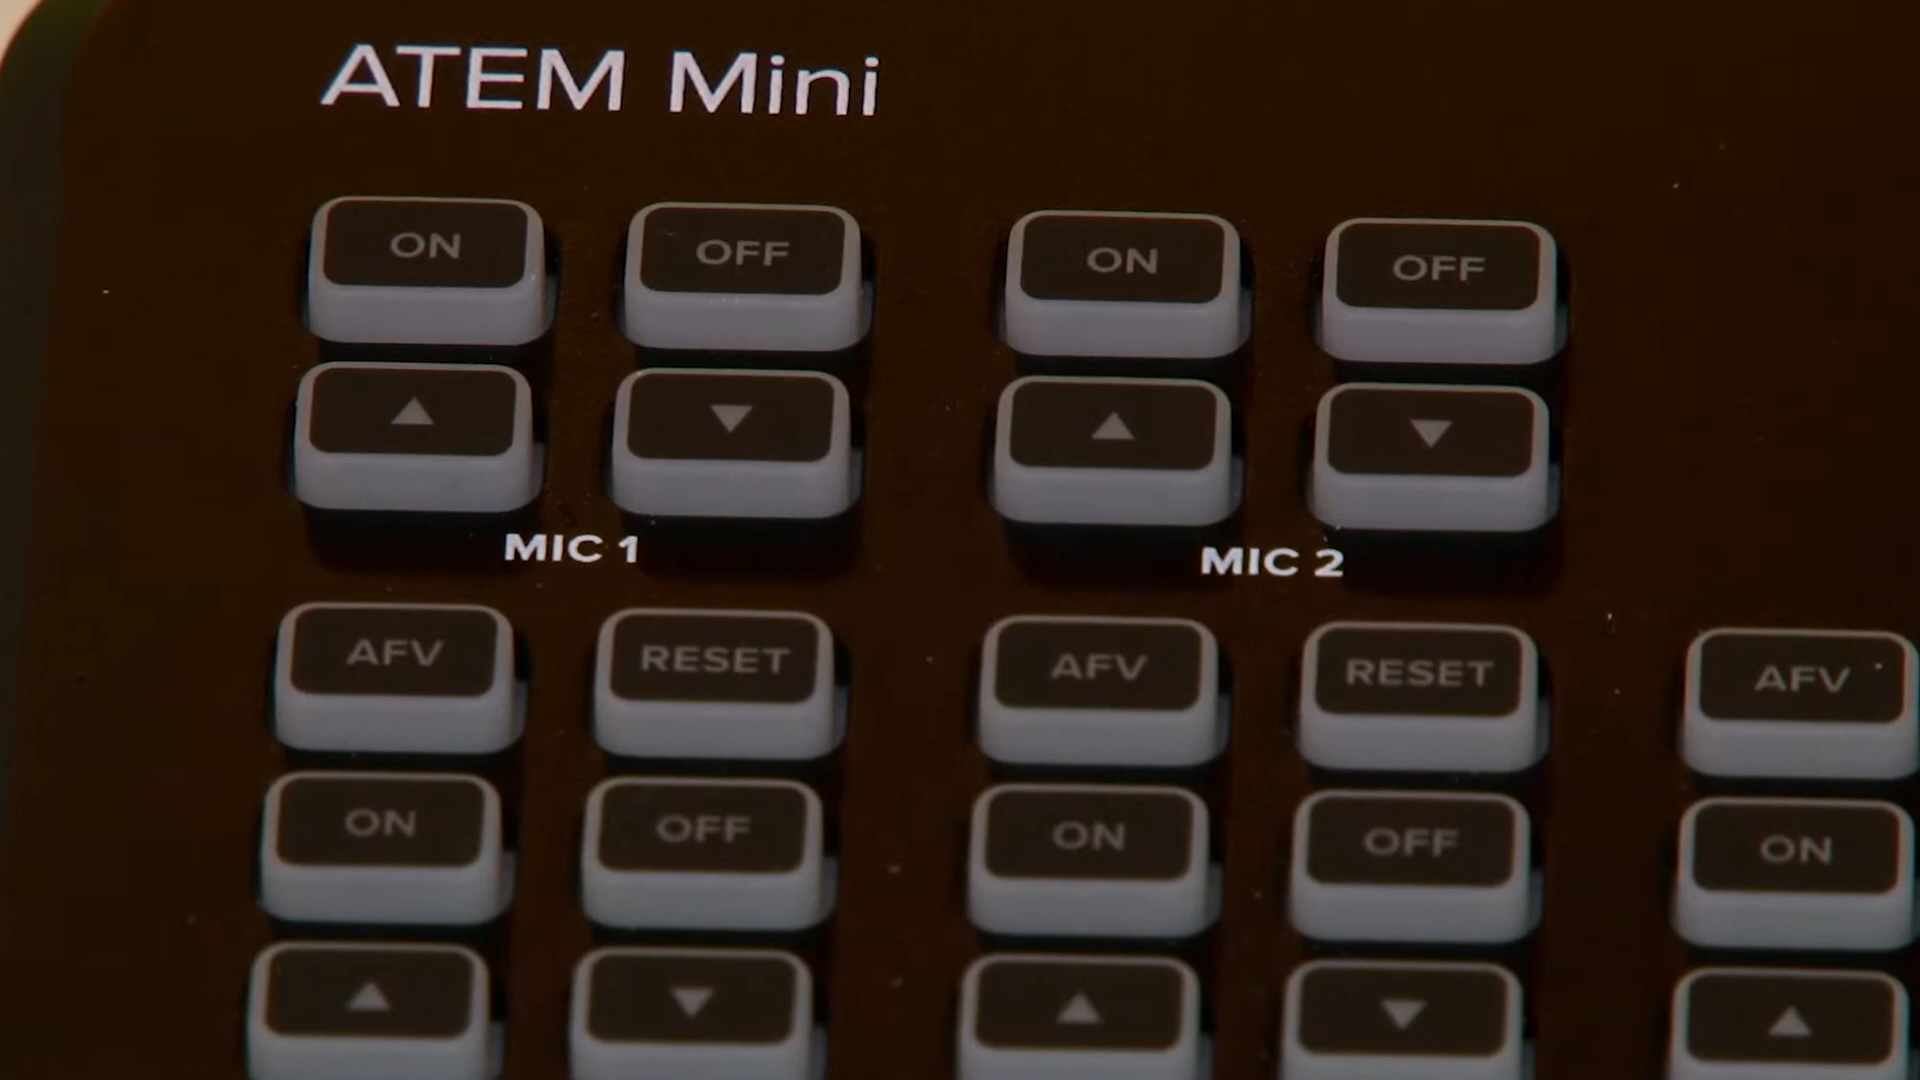 ATEM Mini
ON OFF ON OFF
▲ ▼ ▲ ▼
MIC 1 MIC 2
AFV RESET AFV RESET AFV
ON OFF ON OFF ON
▲ ▼ ▲ ▼ ▲